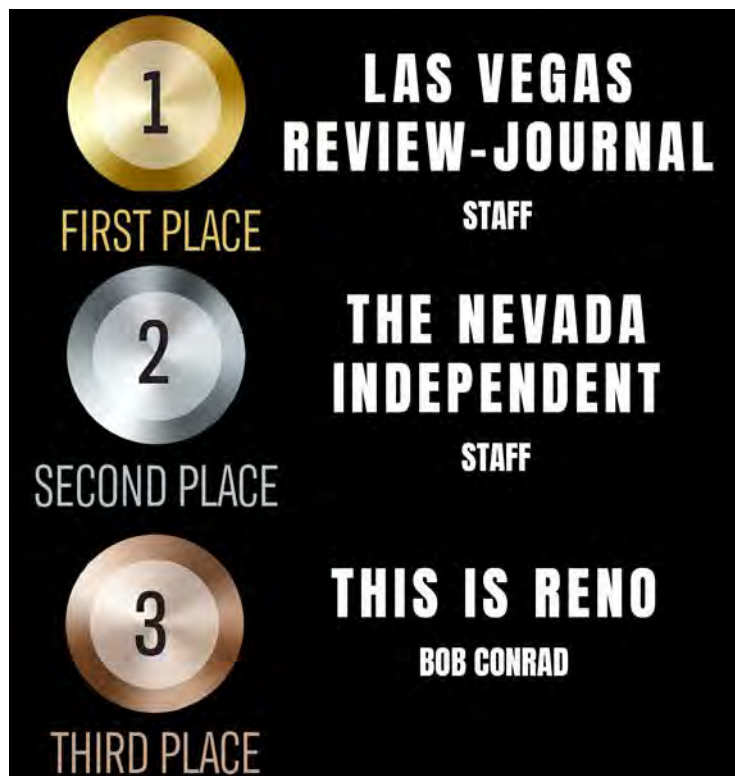 1
LAS VEGAS
REVIEW-JOURNAL
STAFF
FIRST PLACE
2
THE NEVADA
INDEPENDENT
STAFF
SECOND PLACE
3
THIS IS RENO
BOB CONRAD
THIRD PLACE